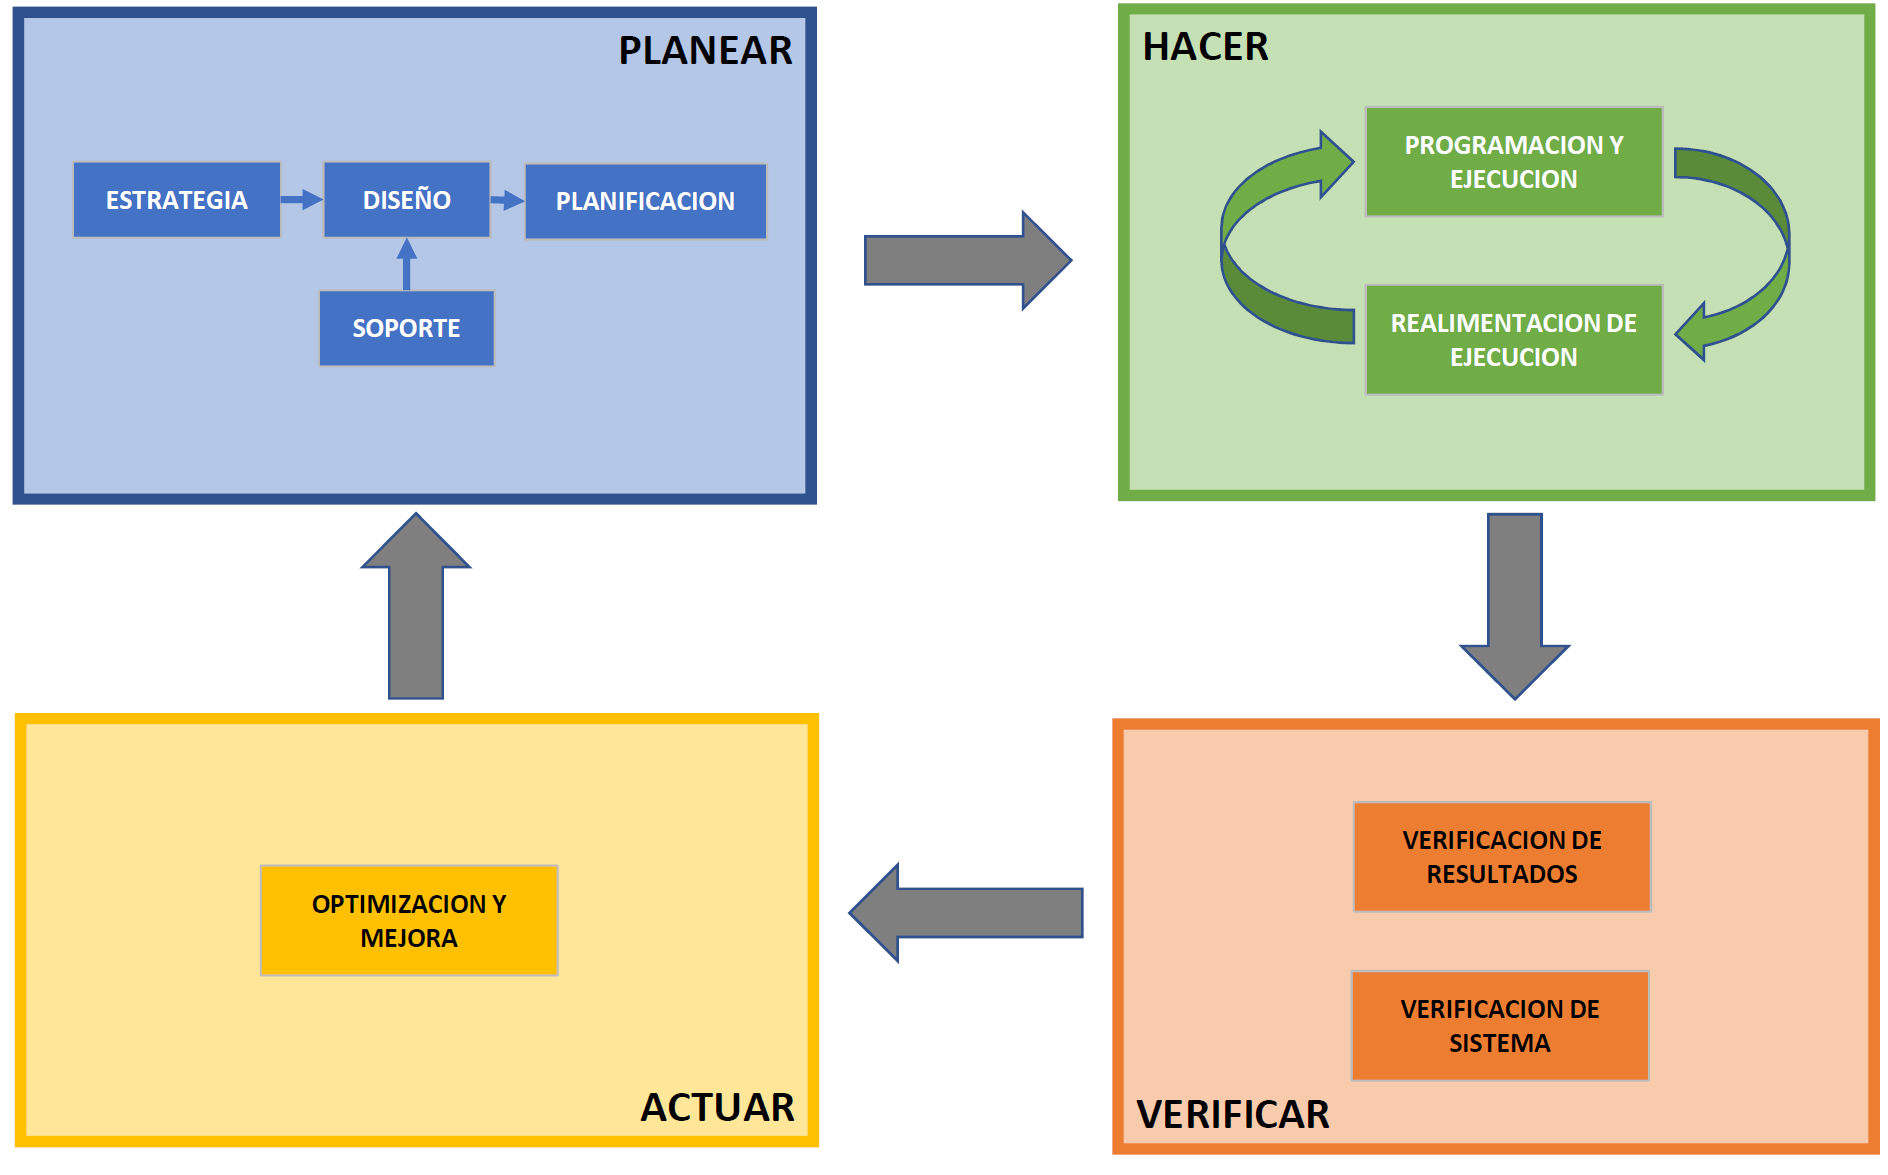 PLANEAR
ESTRATEGIA
DISEÑO
PLANIFICACION
SOPORTE
HACER
PROGRAMACION Y
EJECUCION
REALIMENTACION DE
EJECUCION
OPTIMIZACION Y
MEJORA
ACTUAR
VERIFICACION DE
RESULTADOS
VERIFICACION DE
SISTEMA
VERIFICAR